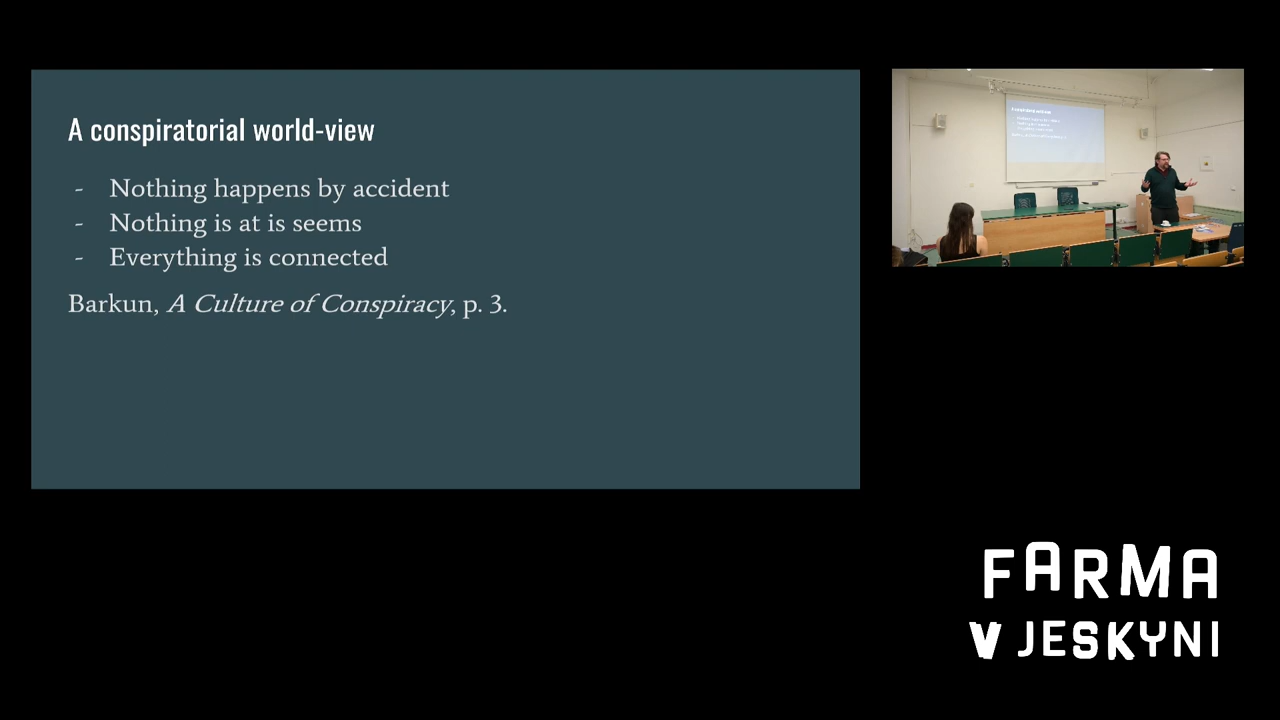 A conspiratorial world-view
- Nothing happens by accident
- Nothing is at is seems
- Everything is connected
Barkun, A Culture of Conspiracy, p. 3.
FARMA
V JESKYNI